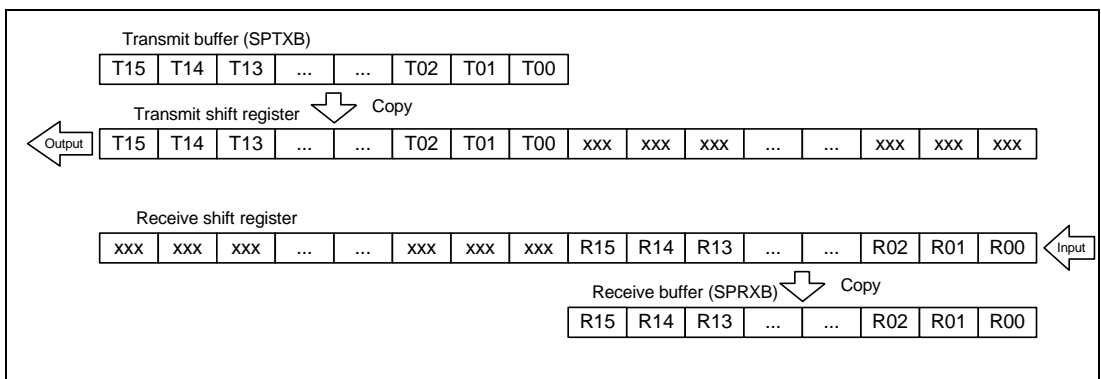 Transmit buffer (SPTXB)
T15 T14 T13 ... ... T02 T01 T00
Copy
Transmit shift register
Output T15 T14 T13 ... ... T02 T01 T00 xxx xxx xxx ... ... xxx xxx xxx
Receive shift register
xxx xxx xxx ... ... xxx xxx xxx R15 R14 R13 ... ... R02 R01 R00 Input
Receive buffer (SPRXB) Copy
R15 R14 R13 ... ... R02 R01 R00